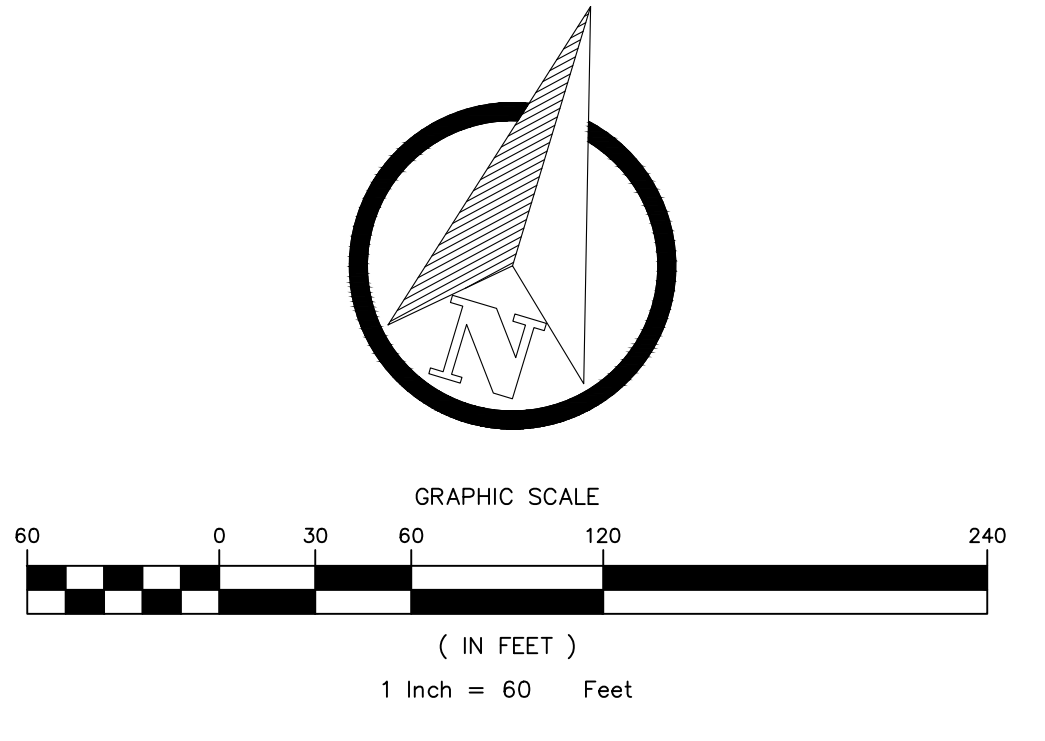 N
GRAPHIC SCALE
60 0 30 60 120 240
( IN FEET )
1 Inch = 60 Feet